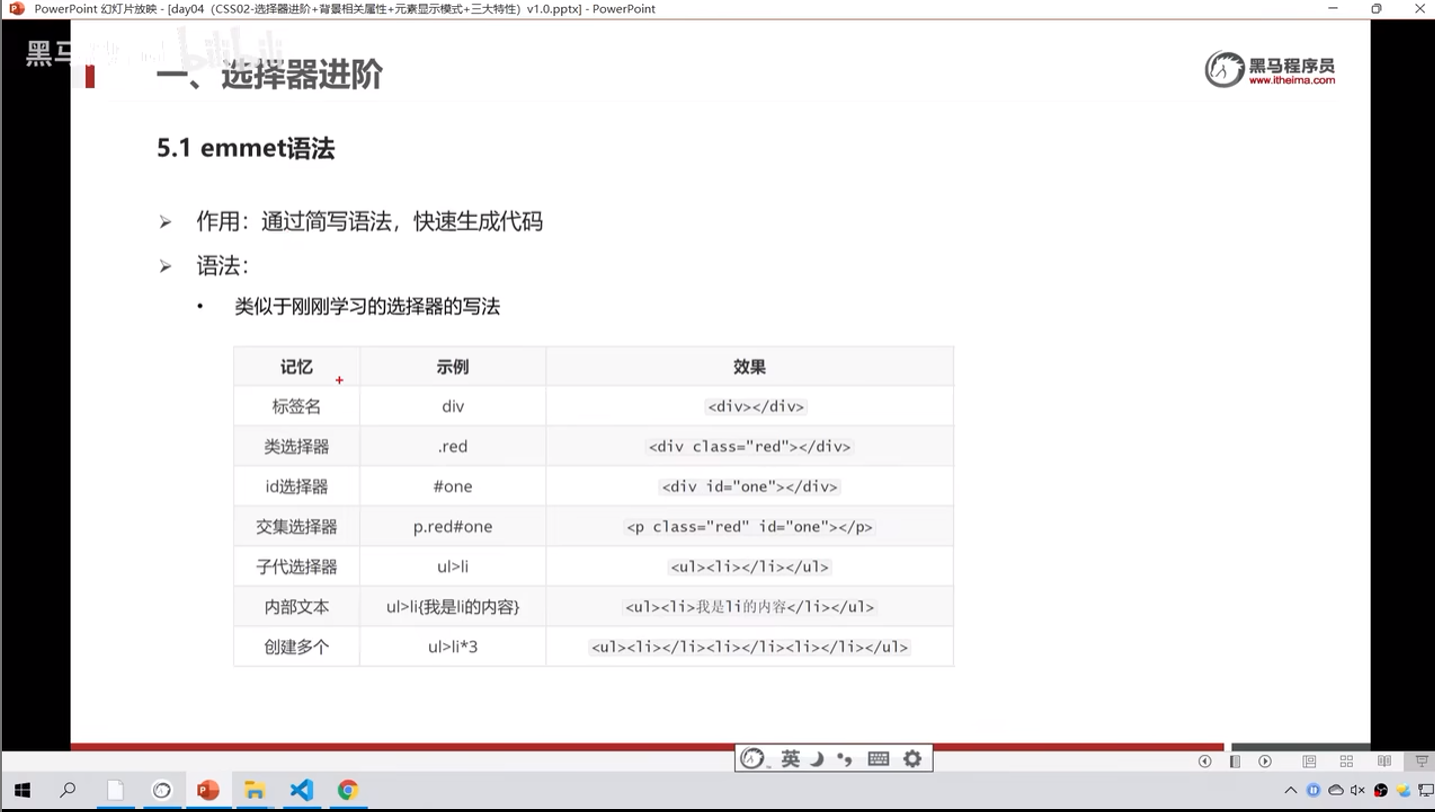 PowerPoint 幻灯片放映 - [day04（CSS02-选择器进阶+背景相关属性+元素显示模式+三大特性）v1.0.pptx] - PowerPoint
黑马
bilibili
一、选择器进阶
黑马程序员
www.itheima.com
5.1 emmet语法
作用：通过简写语法，快速生成代码
语法：
类似于刚刚学习的选择器的写法
记忆 示例 效果
标签名 div <div></div>
类选择器 .red <div class="red"></div>
id选择器 #one <div id="one"></div>
交集选择器 p.red#one <p class="red" id="one"></p>
子代选择器 ul>li <ul><li></li></ul>
内部文本 ul>li{我是li的内容} <ul><li>我是li的内容</li></ul>
创建多个 ul>li*3 <ul><li></li><li></li><li></li></ul>
英